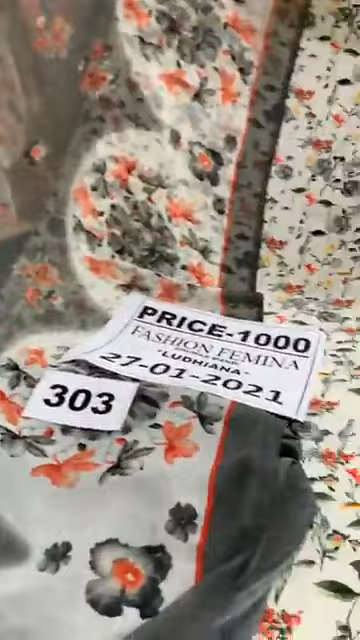 PRICE-1000
FASHION FEMINA
"LUDHIANA"
27-01-2021
303